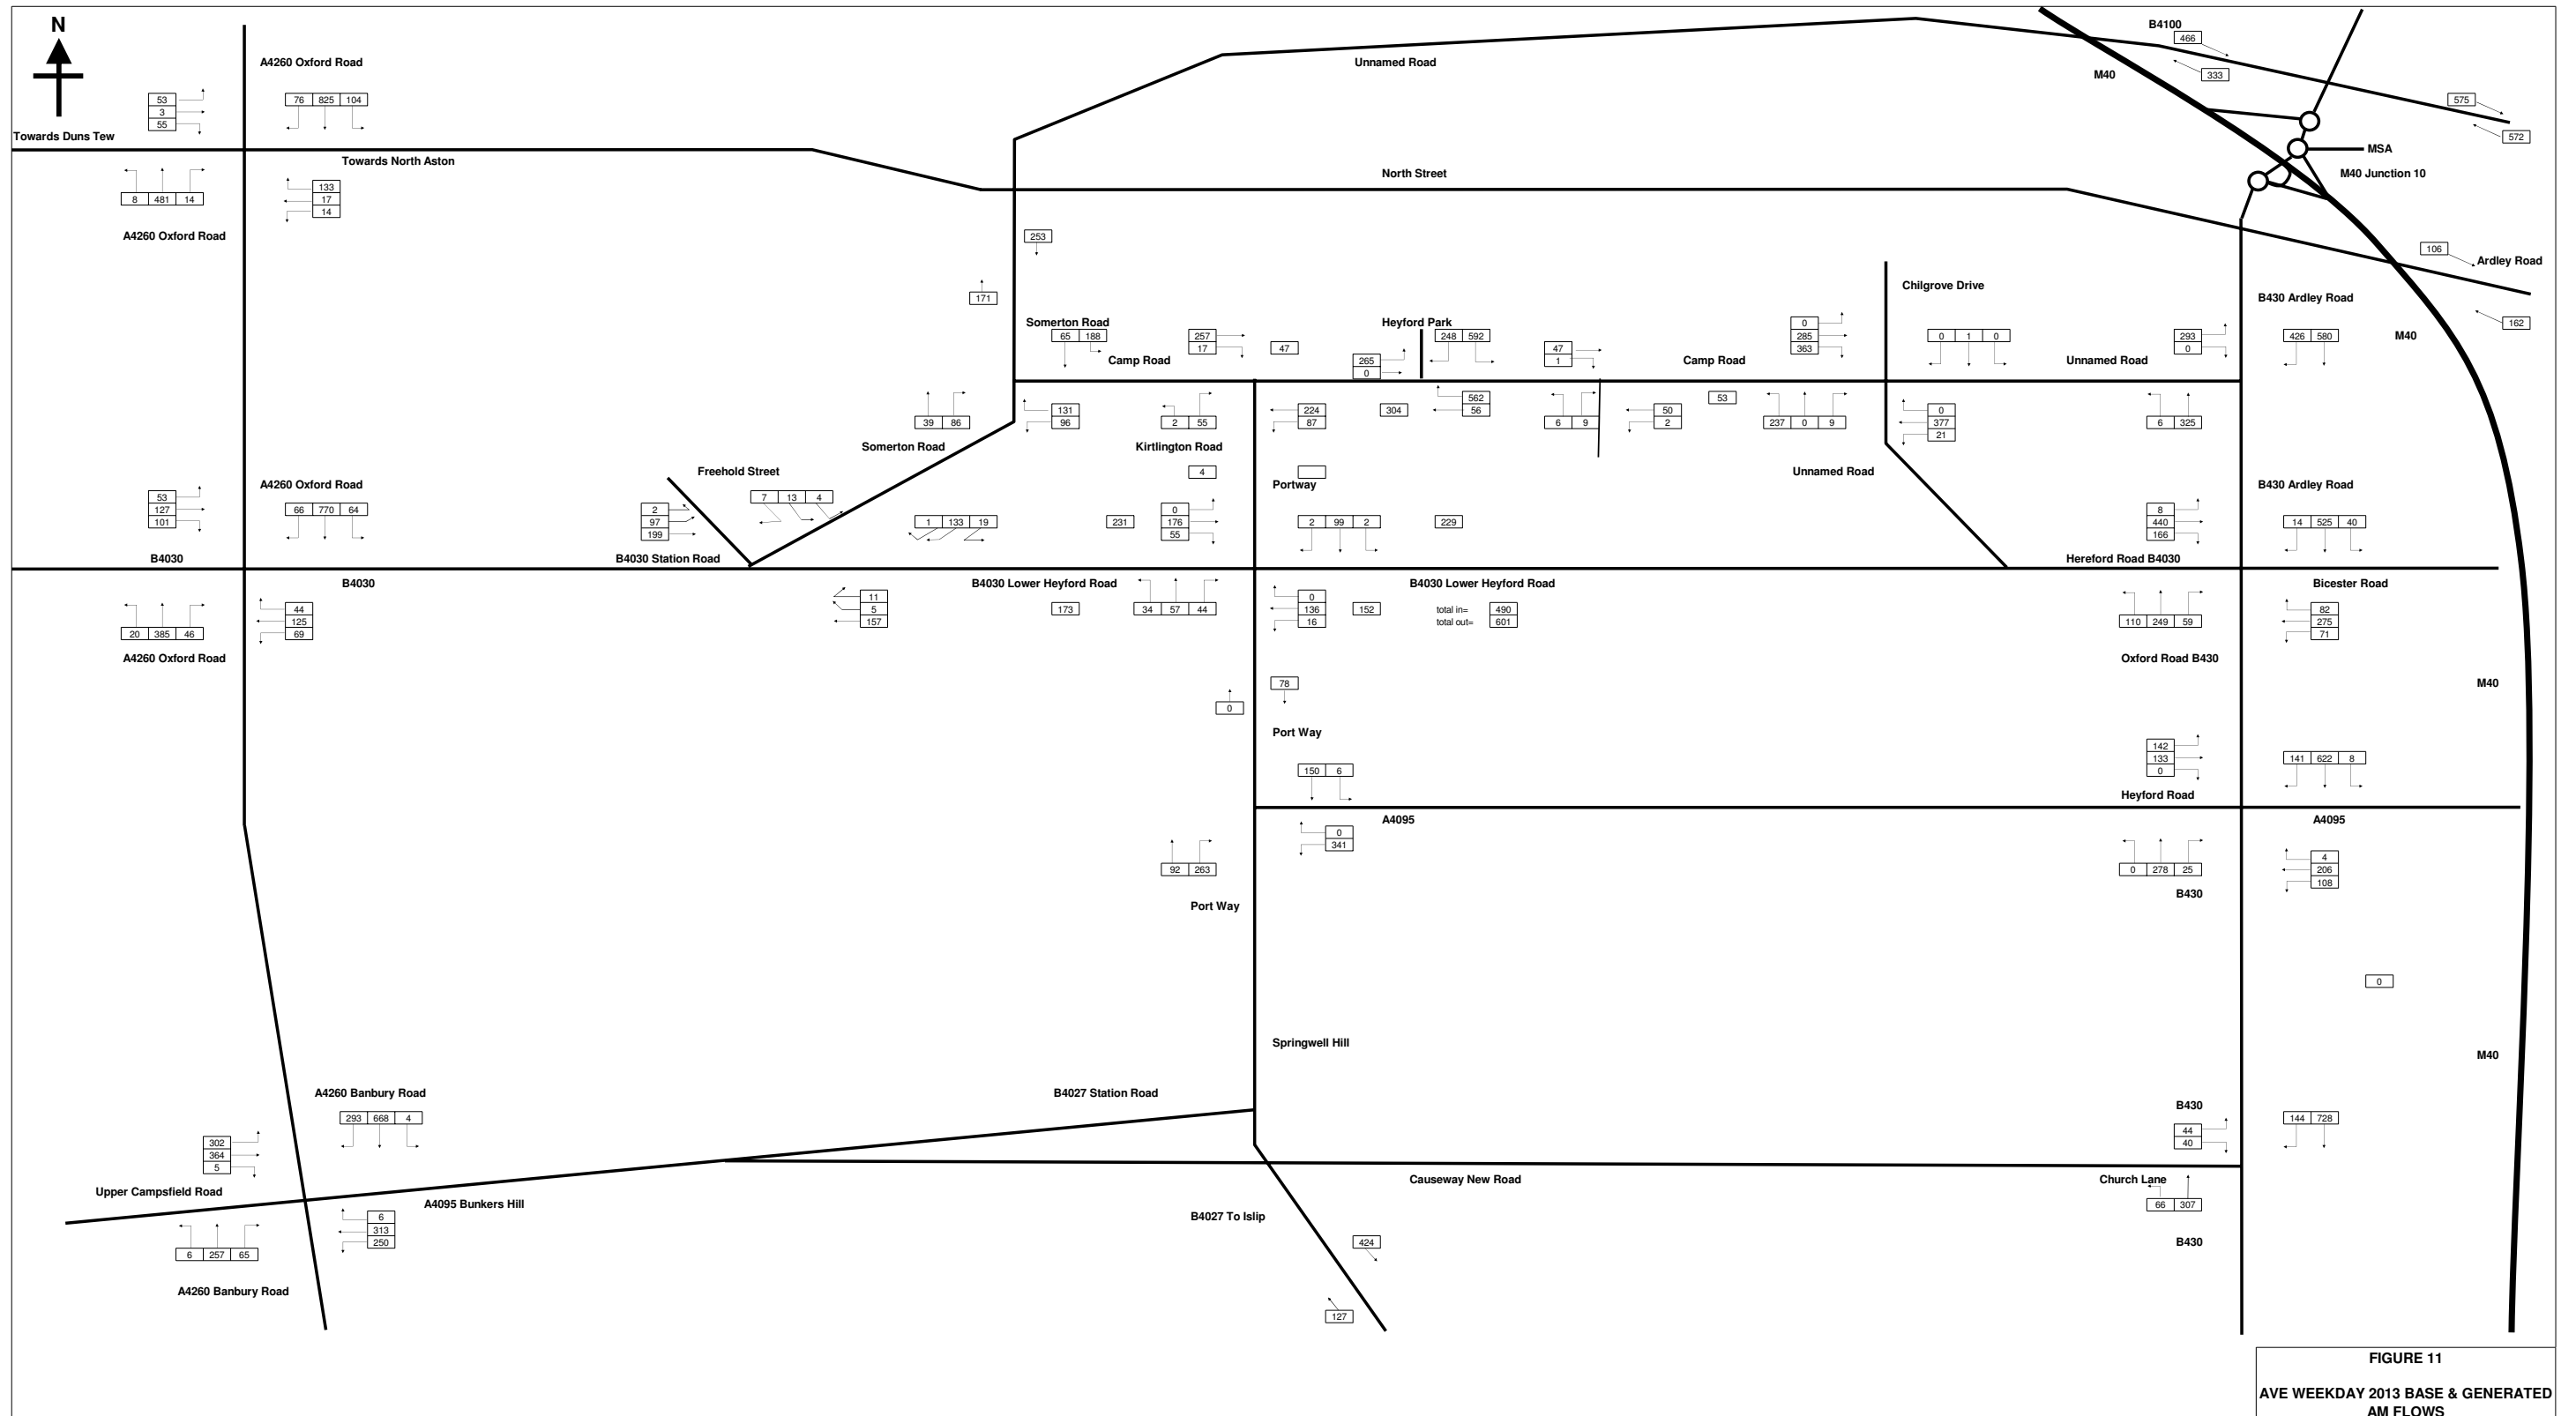 N
B4100
466
A4260 Oxford Road
Unnamed Road
M40
333
53
3
55
76 825 104
575
Towards Duns Tew
572
Towards North Aston
MSA
North Street
M40 Junction 10
8 481 14
133
17
14
A4260 Oxford Road
253
106
Ardley Road
171
Chilgrove Drive
B430 Ardley Road
Somerton Road
Heyford Park
162
65 188
257
17
47
265
0
248 592
47
1
0
285
363
0 1 0
293
0
426 580
M40
Camp Road
Camp Road
Unnamed Road
39 86
131
96
2 55
224
87
304
562
56
6 9
50
2
53
237 0 9
0
377
21
6 325
Somerton Road
Kirtlington Road
Freehold Street
4
Unnamed Road
A4260 Oxford Road
Portway
B430 Ardley Road
53
127
101
66 770 64
2
97
199
7 13 4
1 133 19
231
0
176
55
2 99 2
229
8
440
166
14 525 40
B4030
B4030 Station Road
Hereford Road B4030
B4030
B4030 Lower Heyford Road
B4030 Lower Heyford Road
Bicester Road
20 385 46
44
125
69
11
5
157
173
34 57 44
0
136
16
152
total in= 490
total out= 601
110 249 59
82
275
71
A4260 Oxford Road
Oxford Road B430
78
M40
0
Port Way
142
133
0
150 6
141 622 8
Heyford Road
A4095
A4095
0
341
92 263
0 278 25
4
206
108
B430
Port Way
0
Springwell Hill
M40
A4260 Banbury Road
B4027 Station Road
B430
293 668 4
144 728
302
364
5
44
40
Upper Campsfield Road
Causeway New Road
Church Lane
A4095 Bunkers Hill
66 307
6
313
250
B4027 To Islip
6 257 65
424
B430
A4260 Banbury Road
127
FIGURE 11
AVE WEEKDAY 2013 BASE & GENERATED
AM FLOWS